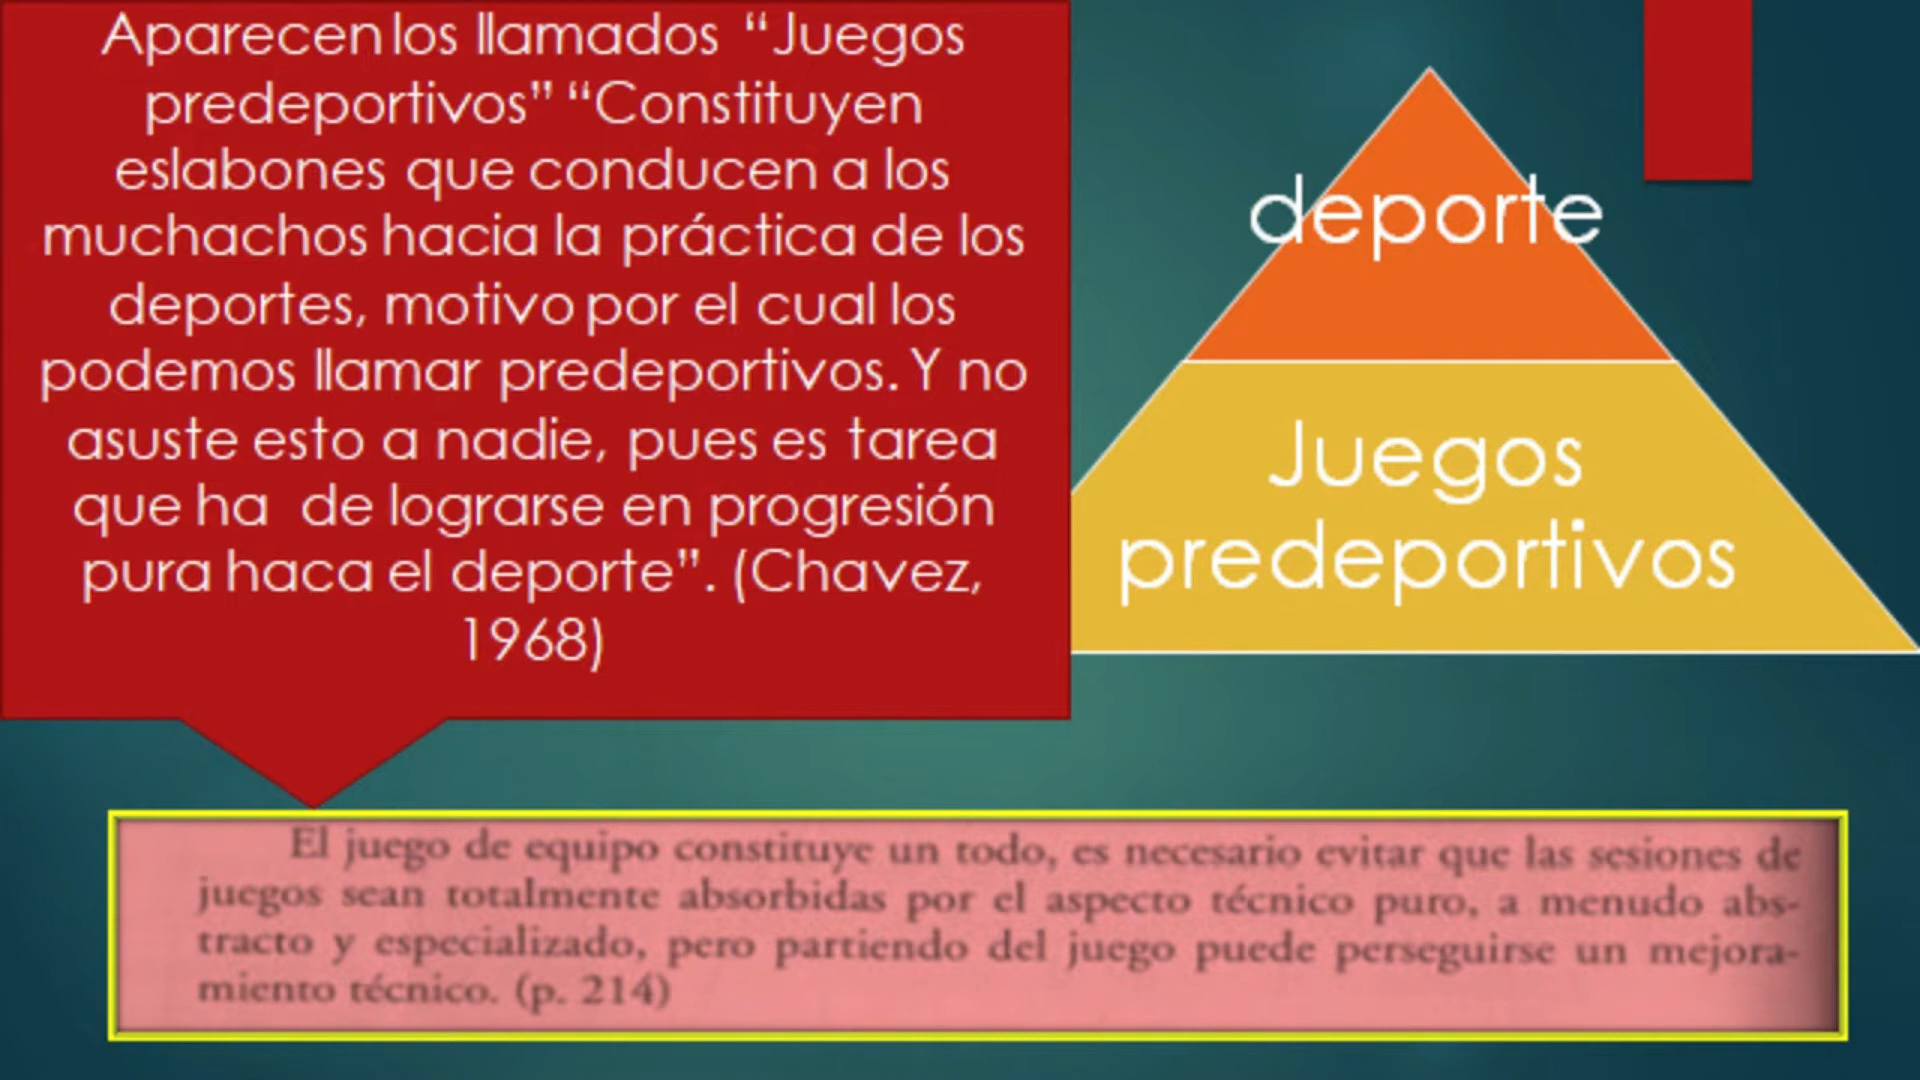 Aparecen los llamados “Juegos
predeportivos” “Constituyen
eslabones que conducen a los
muchachos hacia la práctica de los
deportes, motivo por el cual los
podemos llamar predeportivos. Y no
asuste esto a nadie, pues es tarea
que ha de lograrse en progresión
pura haca el deporte”. (Chavez,
1968)
deporte
Juegos
predeportivos
El juego de equipo constituye un todo, es necesario evitar que las sesiones de
juegos sean totalmente absorbidas por el aspecto técnico puro, a menudo abs-
tracto y especializado, pero partiendo del juego puede perseguirse un mejora-
miento técnico. (p. 214)